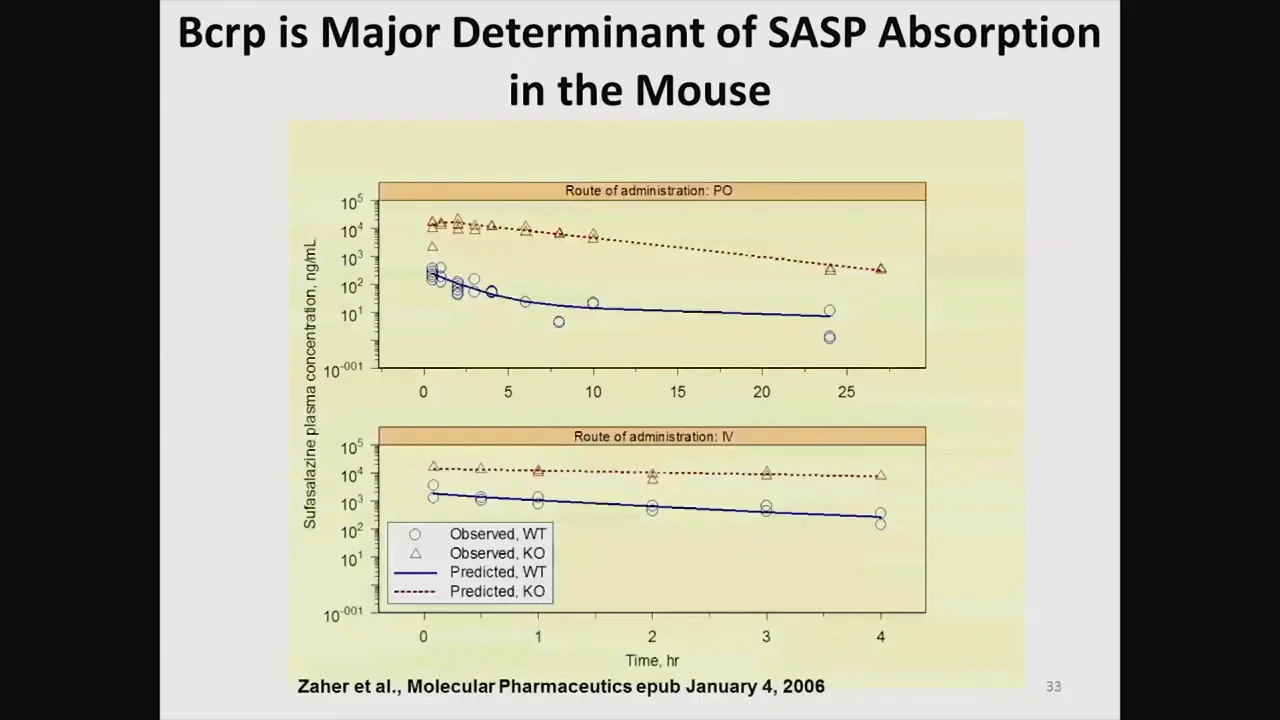 Bcrp is Major Determinant of SASP Absorption
in the Mouse
Route of administration: PO
10^5
10^4
10^3
10^2
10^1
10^-001
0 5 10 15 20 25
Sufasalazine plasma concentration, ng/mL
Route of administration: IV
10^5
10^4
10^3
10^2
10^1
10^-001
Observed, WT
Observed, KO
Predicted, WT
Predicted, KO
0 1 2 3 4
Time, hr
Zaher et al., Molecular Pharmaceutics epub January 4, 2006
33